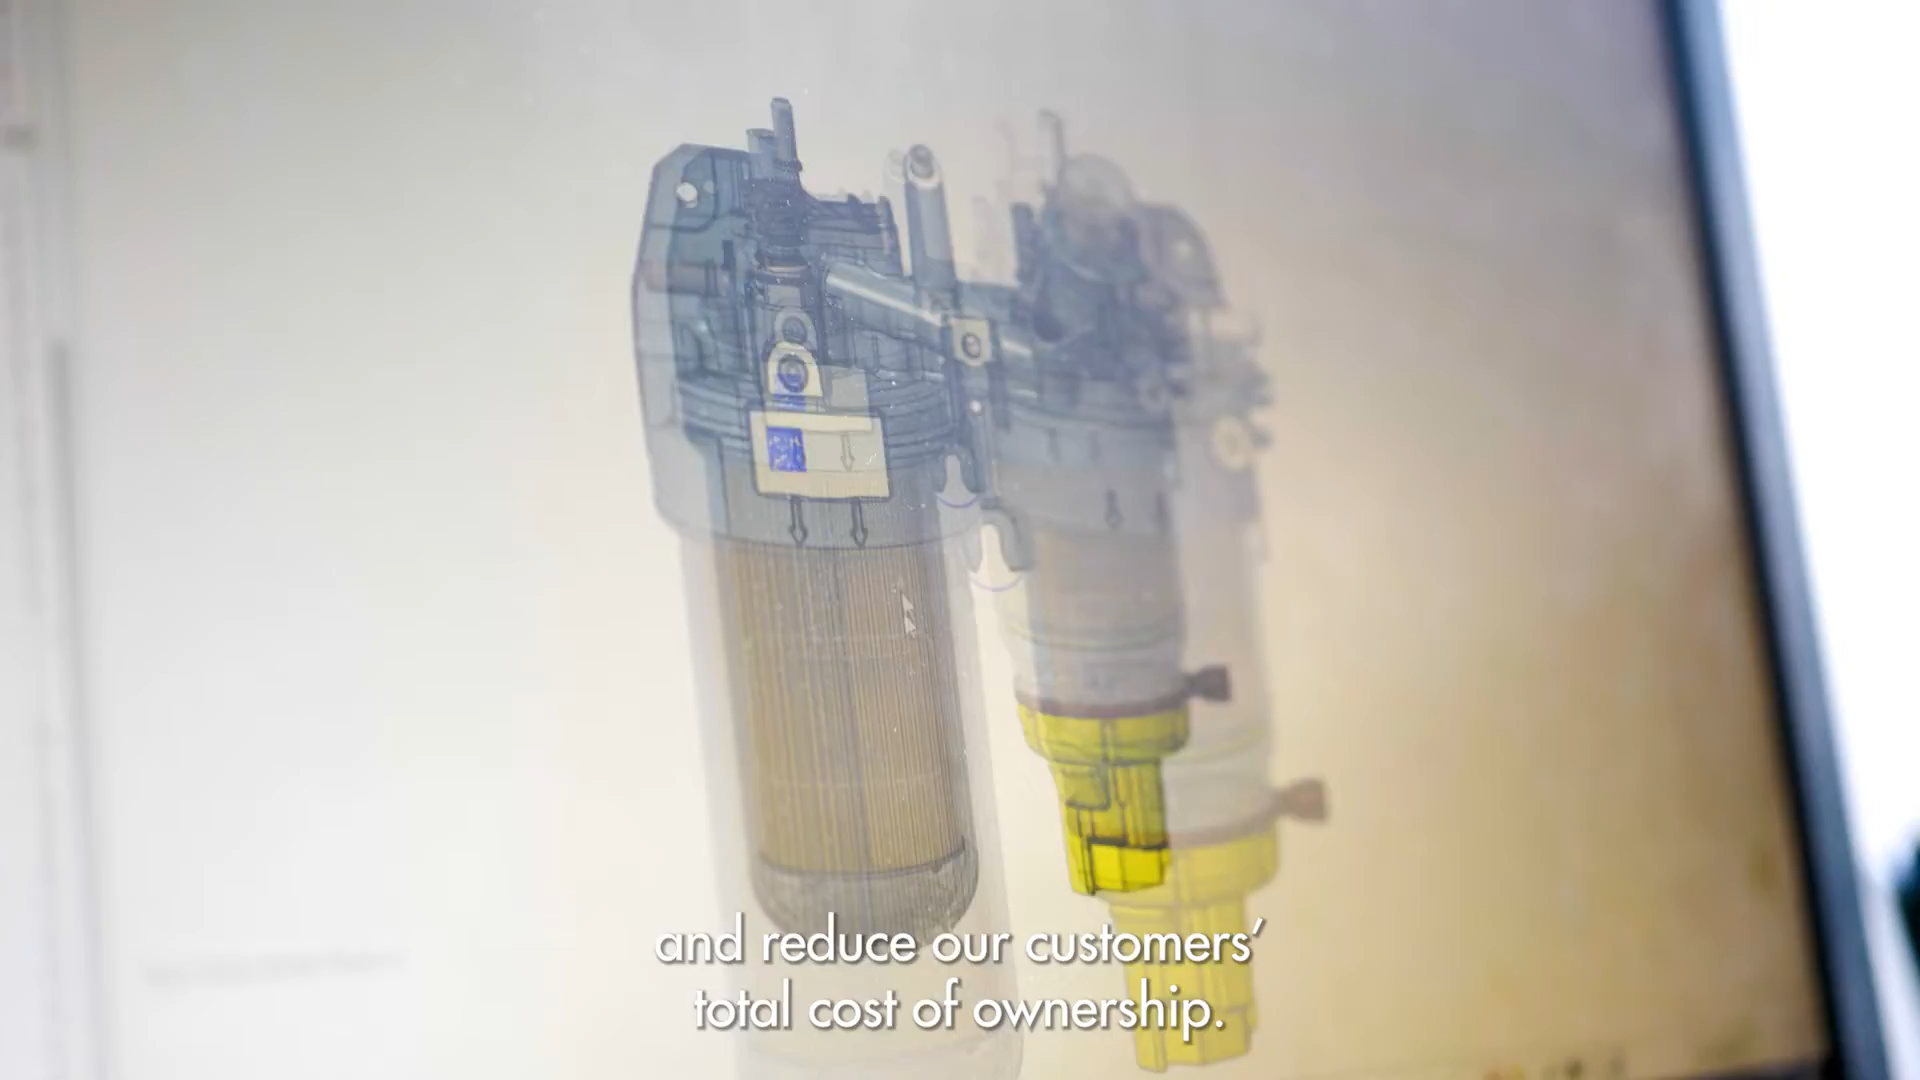 and reduce our customers’
total cost of ownership.